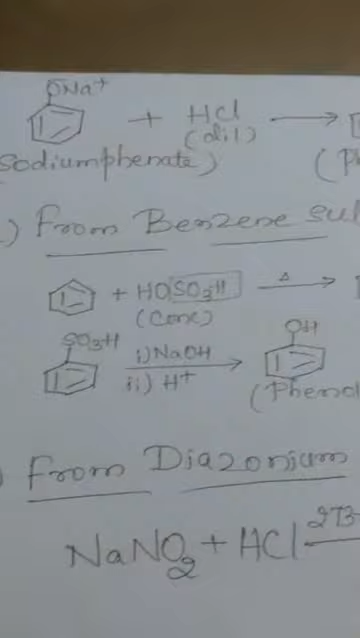 ONa+
+ HCl →
(dil)
Sodiumphenate) (Ph
) From Benzene sul
+ HOSO3H Δ →
(Conc)
SO3H OH
i) NaOH →
ii) H+
(Phenol
) From Diazonium
NaNO2 + HCl 273-